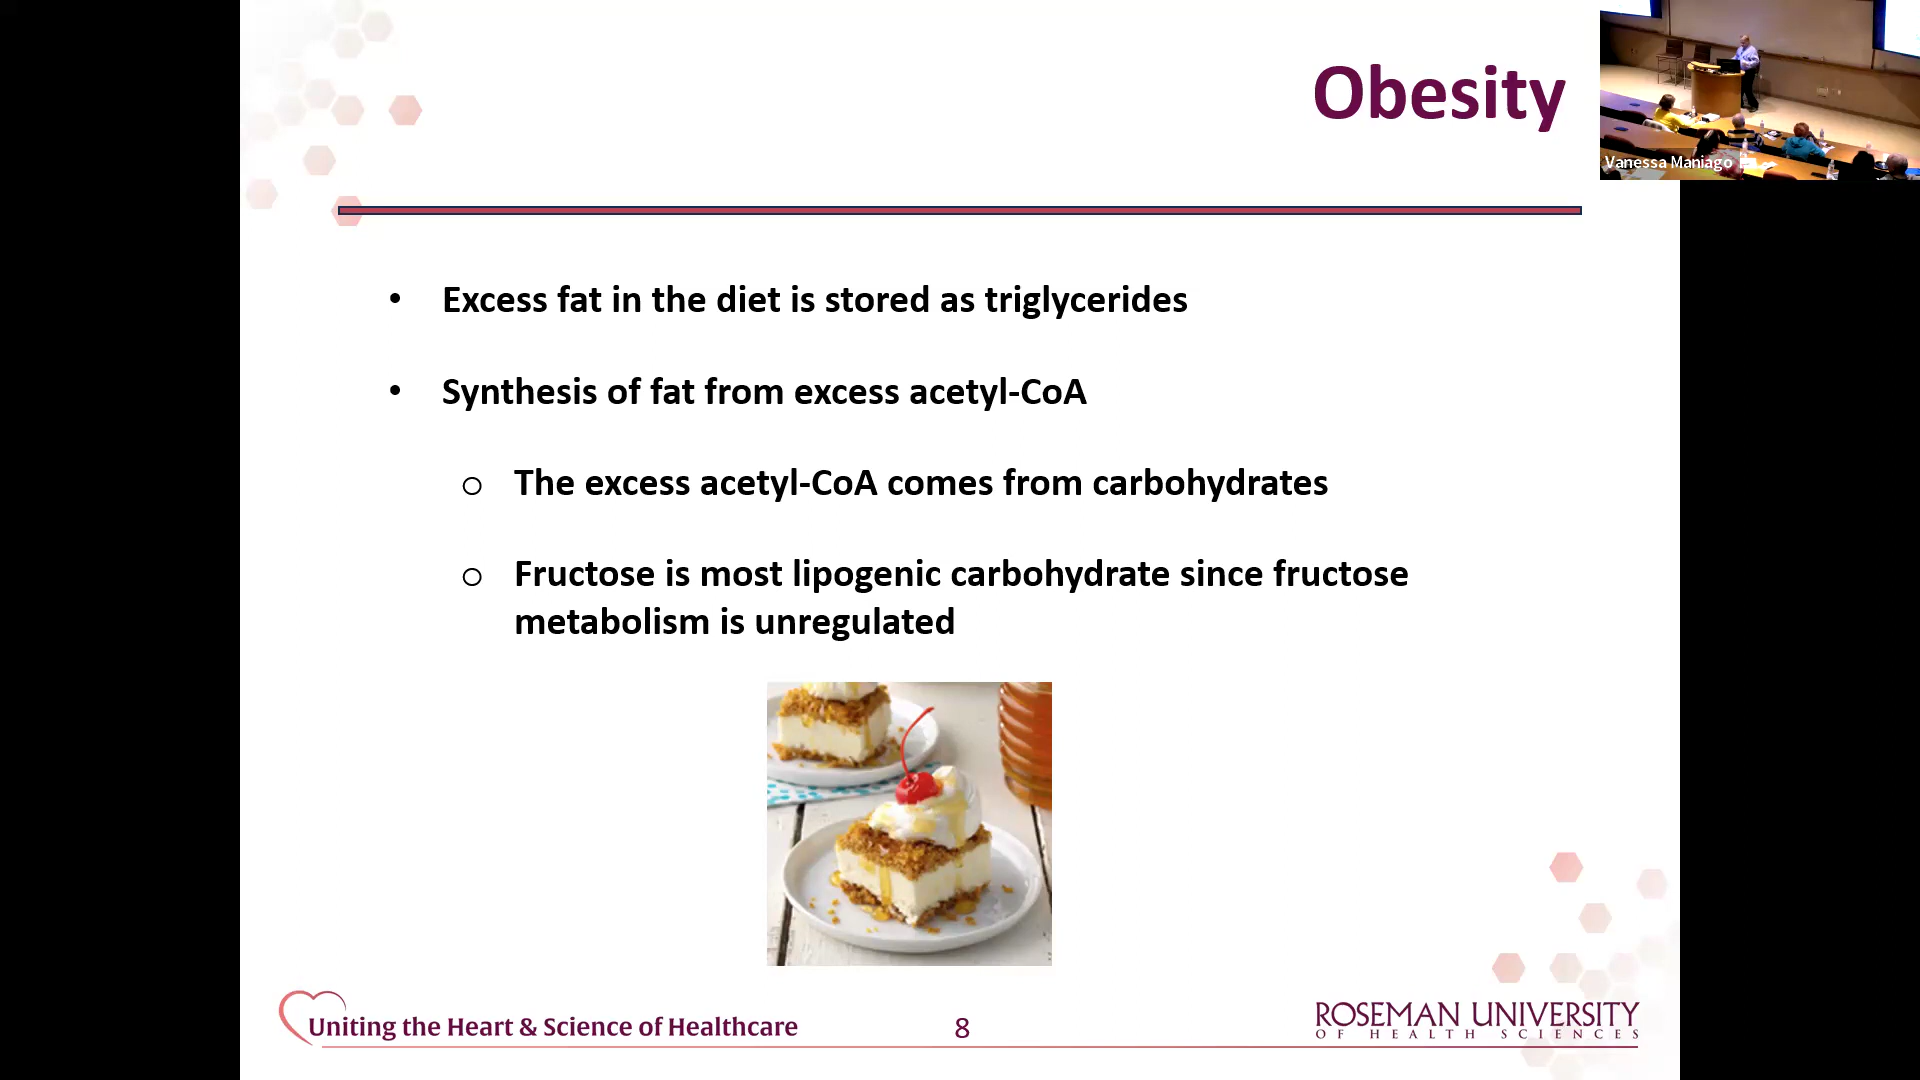 Obesity
Vanessa Maniago
• Excess fat in the diet is stored as triglycerides
• Synthesis of fat from excess acetyl-CoA
o The excess acetyl-CoA comes from carbohydrates
o Fructose is most lipogenic carbohydrate since fructose
metabolism is unregulated
Uniting the Heart & Science of Healthcare
8
ROSEMAN UNIVERSITY
OF HEALTH SCIENCES